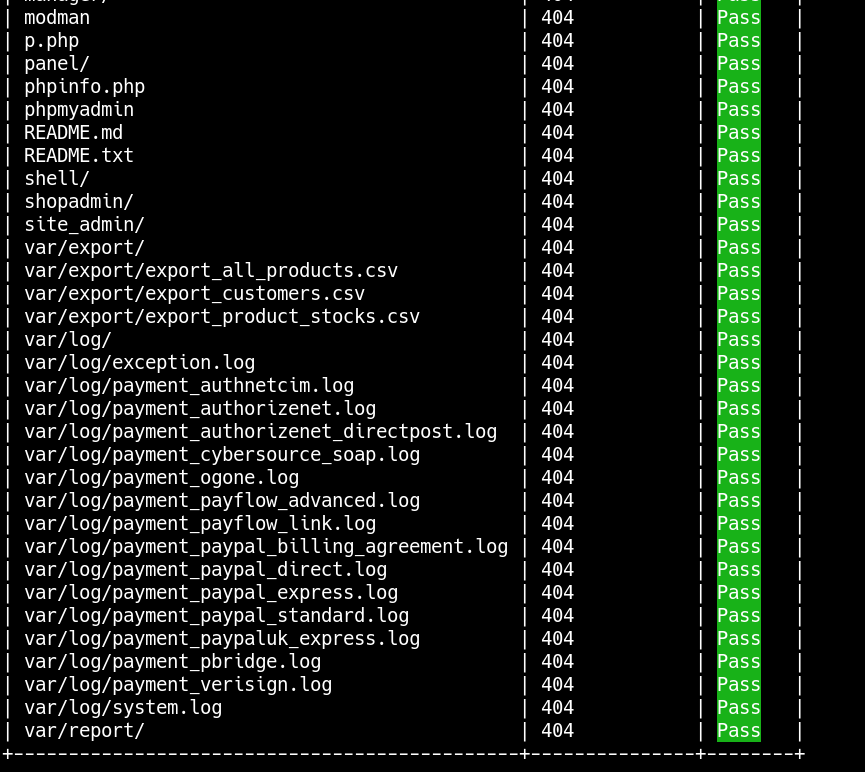 | modman | 404 | Pass |
| p.php | 404 | Pass |
| panel/ | 404 | Pass |
| phpinfo.php | 404 | Pass |
| phpmyadmin | 404 | Pass |
| README.md | 404 | Pass |
| README.txt | 404 | Pass |
| shell/ | 404 | Pass |
| shopadmin/ | 404 | Pass |
| site_admin/ | 404 | Pass |
| var/export/ | 404 | Pass |
| var/export/export_all_products.csv | 404 | Pass |
| var/export/export_customers.csv | 404 | Pass |
| var/export/export_product_stocks.csv | 404 | Pass |
| var/log/ | 404 | Pass |
| var/log/exception.log | 404 | Pass |
| var/log/payment_authnetcim.log | 404 | Pass |
| var/log/payment_authorizenet.log | 404 | Pass |
| var/log/payment_authorizenet_directpost.log | 404 | Pass |
| var/log/payment_cybersource_soap.log | 404 | Pass |
| var/log/payment_ogone.log | 404 | Pass |
| var/log/payment_payflow_advanced.log | 404 | Pass |
| var/log/payment_payflow_link.log | 404 | Pass |
| var/log/payment_paypal_billing_agreement.log | 404 | Pass |
| var/log/payment_paypal_direct.log | 404 | Pass |
| var/log/payment_paypal_express.log | 404 | Pass |
| var/log/payment_paypal_standard.log | 404 | Pass |
| var/log/payment_paypaluk_express.log | 404 | Pass |
| var/log/payment_pbridge.log | 404 | Pass |
| var/log/payment_verisign.log | 404 | Pass |
| var/log/system.log | 404 | Pass |
| var/report/ | 404 | Pass |